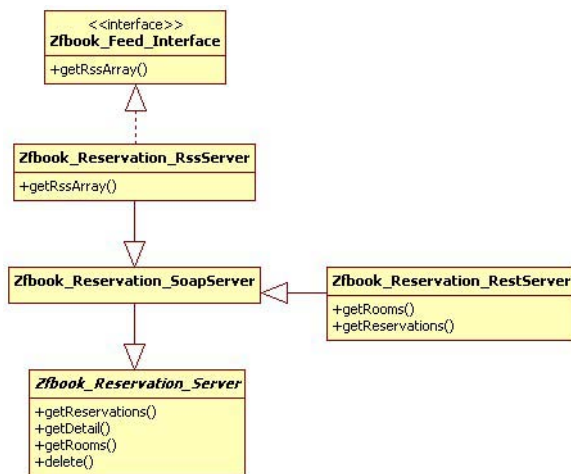 <<interface>>
Zfbook_Feed_Interface
+getRssArray()
Zfbook_Reservation_RssServer
+getRssArray()
Zfbook_Reservation_SoapServer
Zfbook_Reservation_RestServer
+getRooms()
+getReservations()
Zfbook_Reservation_Server
+getReservations()
+getDetail()
+getRooms()
+delete()